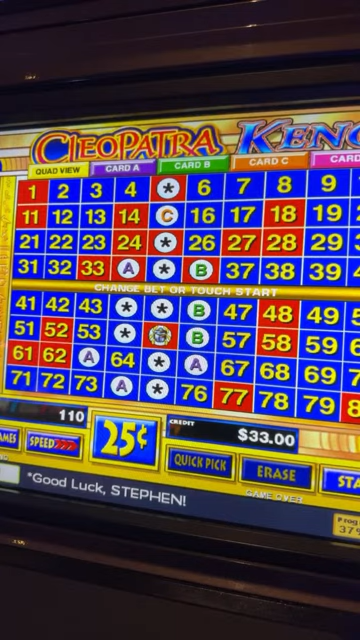 CLEOPATRA KENO
QUAD VIEW CARD A CARD B CARD C CARD
1 2 3 4 * 6 7 8 9
11 12 13 14 C 16 17 18 19
21 22 23 24 * 26 27 28 29
31 32 33 A * B 37 38 39
CHANGE BET OR TOUCH START
41 42 43 * * B 47 48 49
51 52 53 * B 57 58 59
61 62 A 64 * A 67 68 69
71 72 73 A * 76 77 78 79
110 25¢ CREDIT $33.00
AMES SPEED>>> QUICK PICK ERASE STA
GAME OVER
*Good Luck, STEPHEN!